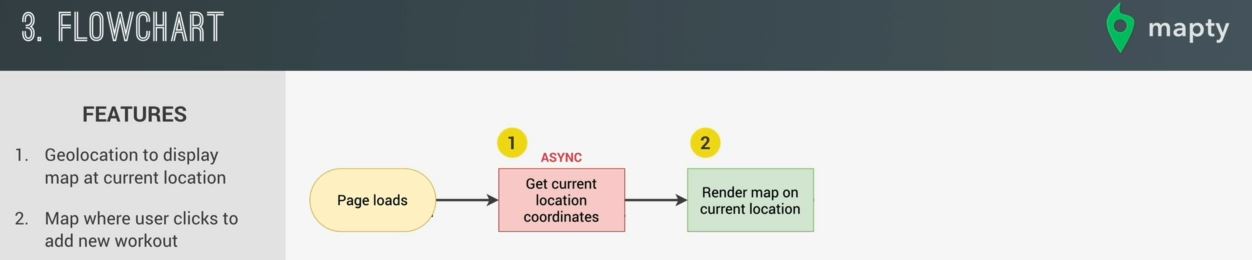 3. FLOWCHART
mapty
FEATURES
1. Geolocation to display
map at current location
2. Map where user clicks to
add new workout
Page loads
1
ASYNC
Get current
location
coordinates
2
Render map on
current location